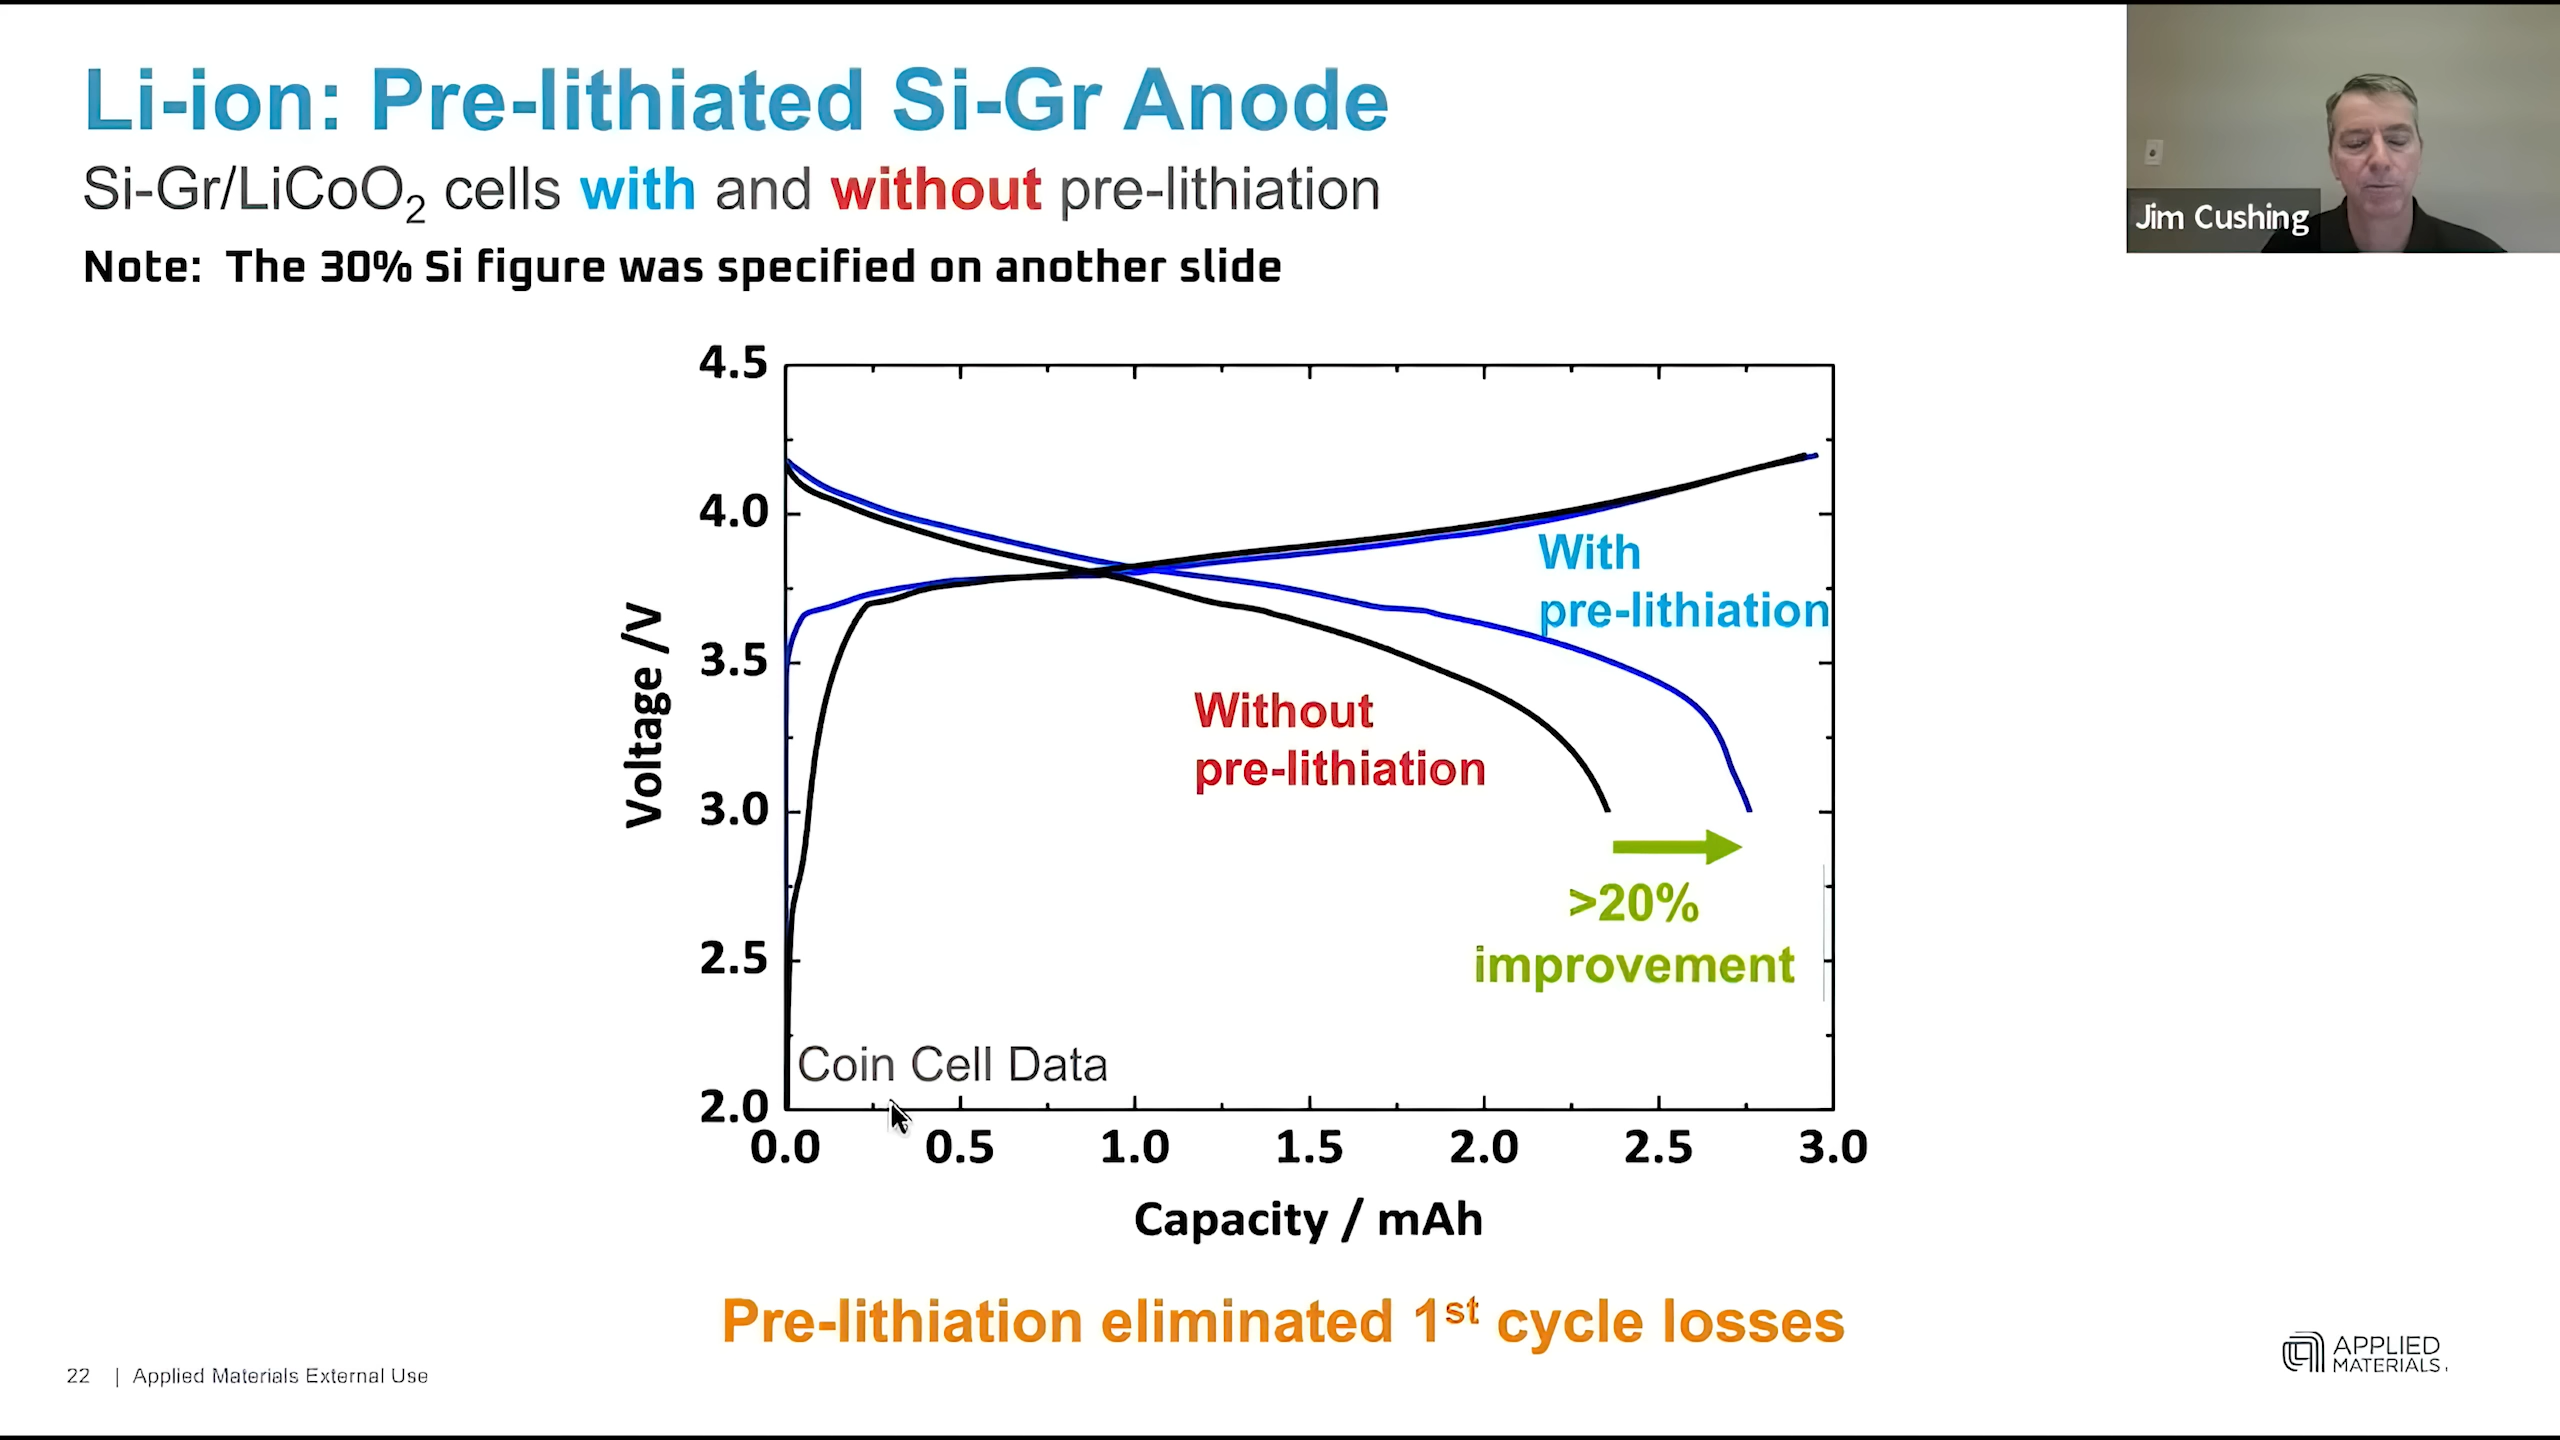 Li-ion: Pre-lithiated Si-Gr Anode
Si-Gr/LiCoO₂ cells with and without pre-lithiation
Note: The 30% Si figure was specified on another slide
Jim Cushing
4.5
4.0
3.5
3.0
2.5
2.0
Voltage /V
With
pre-lithiation
Without
pre-lithiation
>20%
improvement
Coin Cell Data
0.0 0.5 1.0 1.5 2.0 2.5 3.0
Capacity / mAh
Pre-lithiation eliminated 1st cycle losses
22 | Applied Materials External Use
APPLIED
MATERIALS